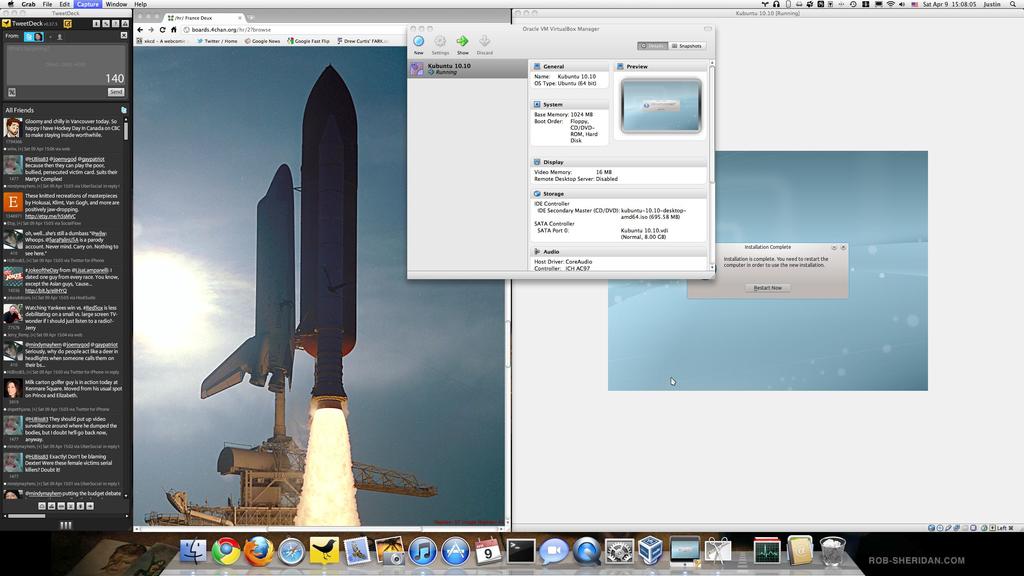 Grab File Edit Capture Window Help
Sat Apr 9 15:08:05 Justin
TweetDeck
TweetDeck
From:
140
Send
All Friends
Gloomy and chilly in Vancouver today. So
happy I have Hockey Day In Canada on CBC
to make staying inside worthwhile.
@HJBiss83 @joemygod @gaypatriot
Because then they can play the poor,
bullied, persecuted victim card. Suits their
Martyr Complex!
These knitted recreations of masterpieces
by Hokusai, Klimt, Van Gogh, and more are
positively jaw-dropping.
http://etsy.me/hSsMVC
oh, well...she's still a dumbass "@wilw:
Whoops. @SaraPalinUSA is a parody
account. Never mind. Carry on. Nothing to
see here."
#JokeoftheDay from @LisaLampanelli: I
dated one guy from every race. You know,
except the Asian guys, 'cause...
Watching Yankees win vs. #RedSox is less
debilitating on a small vs. large screen TV-
wonder if I should just listen to a radio?-
Jerry
@mindymayhem @joemygod @gaypatriot
Seriously, why do people act like a deer in
headlights when someone calls them on
their bs...
Milk carton golfer guy is in action today at
Kenmare Square. Moved from his usual spot
on Prince and Elizabeth.
@HJBiss83 They should put up video
surveillance around where he dumped the
bodies, but I doubt he'll go back now,
anyway.
@HJBiss83 Exactly! Don't be blaming
Dexter! Were these female victims serial
killers? Doubt it!
@mindymayhem putting the budget debate
/hr/ France Deux
boards.4chan.org/hr/2?browse
Twitter / Home
Google News
Google Fast Flip
Drew Curtis' FARK
Oracle VM VirtualBox Manager
New Settings Show Discard
Details Snapshots
Kubuntu 10.10
Running
General
Name: Kubuntu 10.10
OS Type: Ubuntu (64 bit)
System
Base Memory: 1024 MB
Boot Order: Floppy,
CD/DVD-
ROM, Hard
Disk
Preview
Display
Video Memory: 16 MB
Remote Desktop Server: Disabled
Storage
IDE Controller
IDE Secondary Master (CD/DVD): kubuntu-10.10-desktop-
amd64.iso (695.58 MB)
SATA Controller
SATA Port 0: Kubuntu 10.10.vdi
(Normal, 8.00 GB)
Audio
Host Driver: CoreAudio
Controller: ICH AC97
Kubuntu 10.10 [Running]
Installation Complete
Installation is complete. You need to restart the
computer in order to use the new installation.
Restart Now
Left ⌘
9
ROB-SHERIDAN.COM